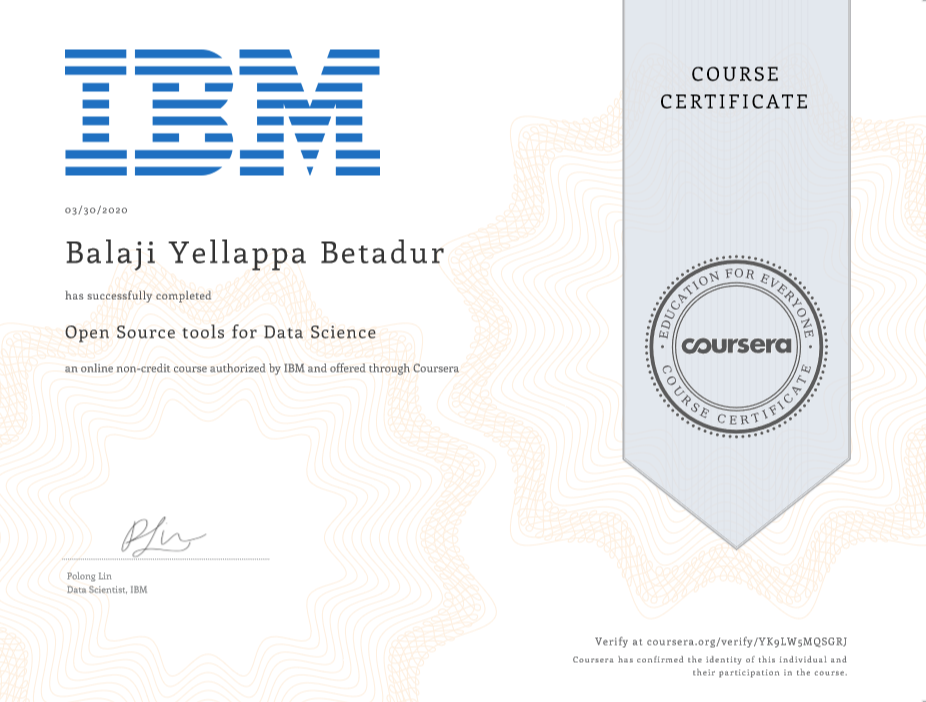 IBM
03/30/2020
Balaji Yellappa Betadur
has successfully completed
Open Source tools for Data Science
an online non-credit course authorized by IBM and offered through Coursera
Polong Lin
Data Scientist, IBM
COURSE
CERTIFICATE
EDUCATION FOR EVERYONE
coursera
COURSE CERTIFICATE
Verify at coursera.org/verify/YK9LW5MQSGRJ
Coursera has confirmed the identity of this individual and
their participation in the course.